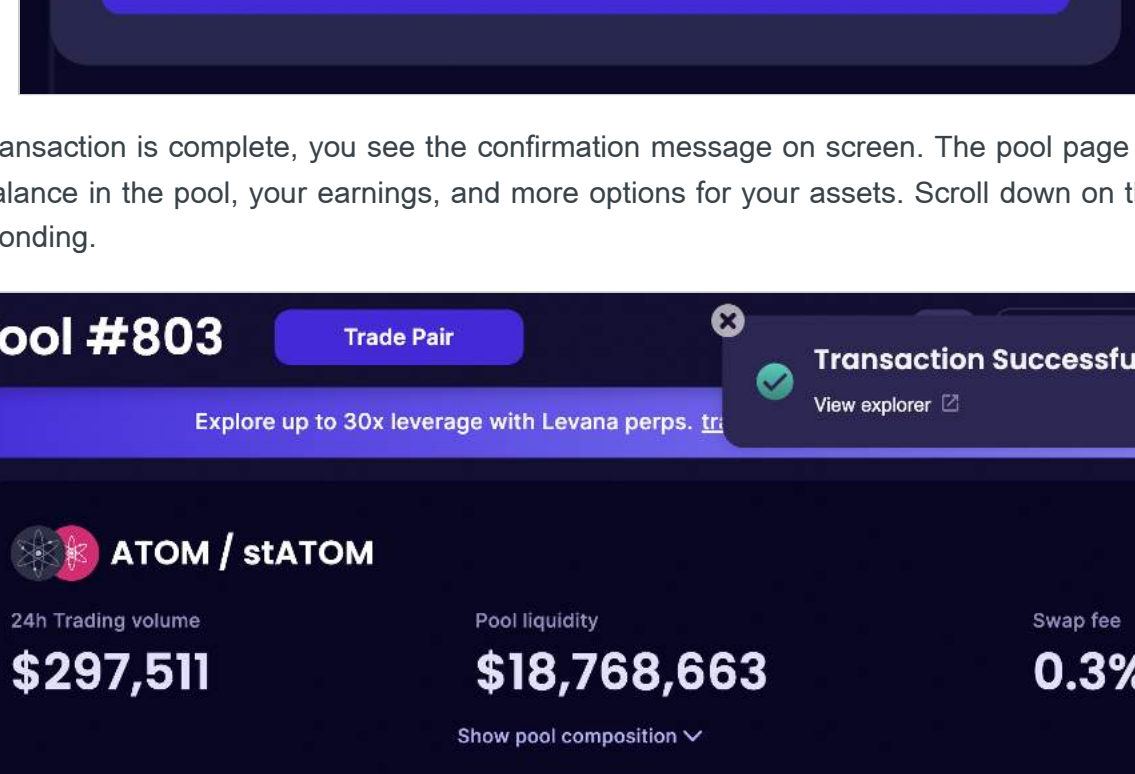 ansaction is complete, you see the confirmation message on screen. The pool page
alance in the pool, your earnings, and more options for your assets. Scroll down on
onding.
ool #803
Trade Pair
Transaction Successfu
View explorer
Explore up to 30x leverage with Levana perps.
ATOM / stATOM
24h Trading volume
Pool liquidity
Swap fee
$297,511
$18,768,663
0.3%
Show pool composition